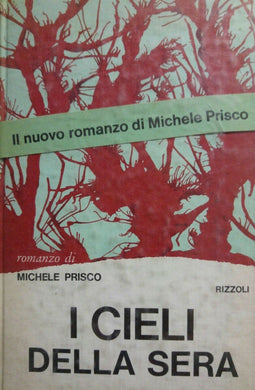 Il nuovo romanzo di Michele Prisco
romanzo di
MICHELE PRISCO
RIZZOLI
I CIELI
DELLA SERA